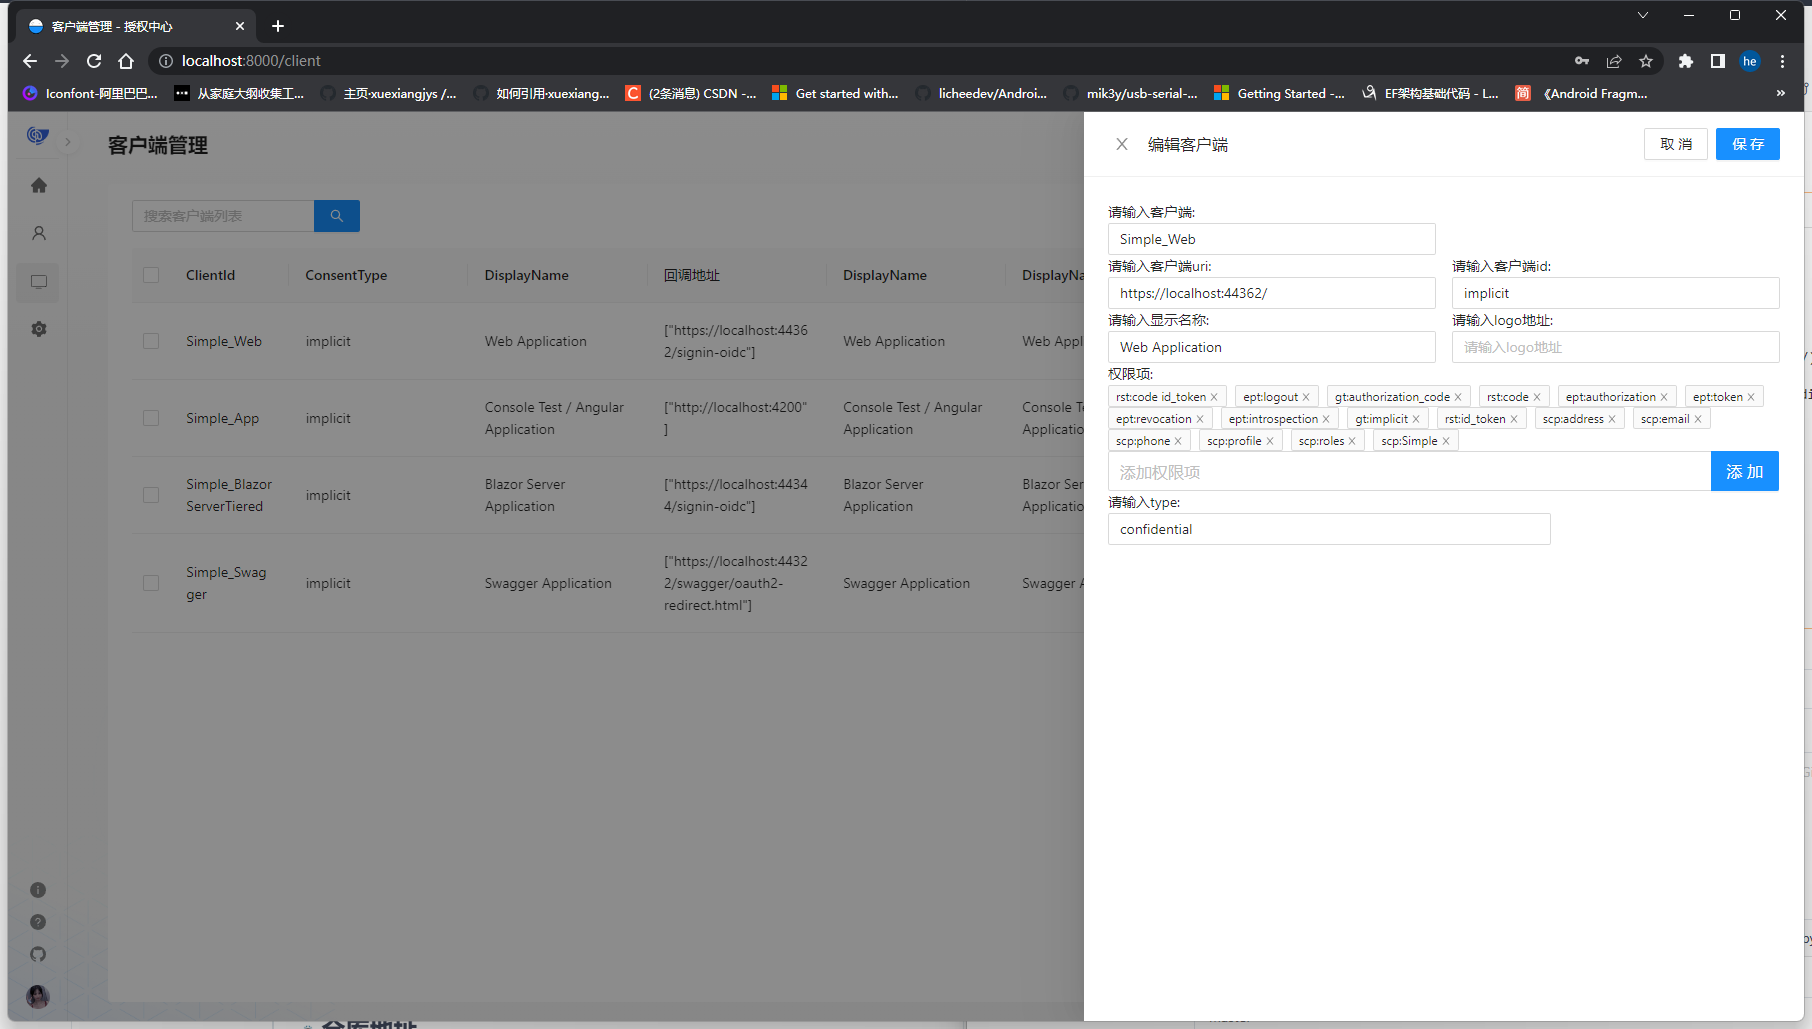 客户端管理 - 授权中心
localhost:8000/client
he
Iconfont-阿里巴巴... 从家庭大纲收集工... 主页·xuexiangjys /... 如何引用·xuexiang... (2条消息) CSDN -... Get started with... licheedev/Androi... mik3y/usb-serial-... Getting Started -... EF架构基础代码 - L... 简 《Android Fragm... »
客户端管理
搜索客户端列表
ClientId ConsentType DisplayName 回调地址 DisplayName DisplayNa
Simple_Web implicit Web Application ["https://localhost:4436 Web Application Web Appl
2/signin-oidc"]
Simple_App implicit Console Test / Angular ["http://localhost:4200" Console Test / Angular Console Te
Application ] Application Applicatio
Simple_Blazor implicit Blazor Server ["https://localhost:4434 Blazor Server Blazor Ser
ServerTiered Application 4/signin-oidc"] Application Applicatio
Simple_Swag implicit Swagger Application ["https://localhost:4432 Swagger Application Swagger A
ger 2/swagger/oauth2-
redirect.html"]
编辑客户端
取 消 保 存
请输入客户端:
Simple_Web
请输入客户端uri: 请输入客户端id:
https://localhost:44362/ implicit
请输入显示名称: 请输入logo地址:
Web Application 请输入logo地址
权限项:
rst:code id_token ept:logout gt:authorization_code rst:code ept:authorization ept:token
ept:revocation ept:introspection gt:implicit rst:id_token scp:address scp:email
scp:phone scp:profile scp:roles scp:Simple
添加权限项 添 加
请输入type:
confidential